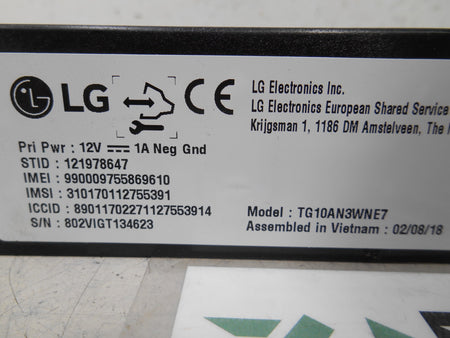 LG CE
LG Electronics Inc.
LG Electronics European Shared Service
Krijgsman 1, 1186 DM Amstelveen, The
Pri Pwr : 12V ⎓ 1A Neg Gnd
STID : 121978647
IMEI : 990009755869610
IMSI : 310170112755391
ICCID : 89011702271127553914
S/N : 802VIGT134623
Model : TG10AN3WNE7
Assembled in Vietnam : 02/08/18